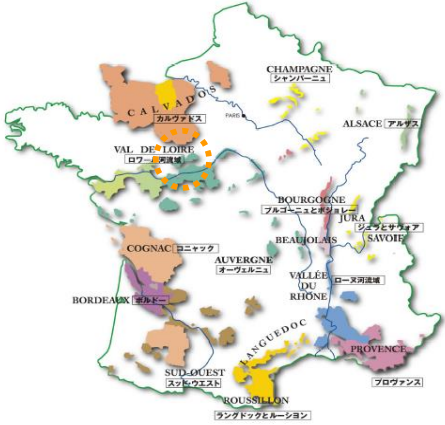 CHAMPAGNE
シャンパーニュ
CALVADOS
カルヴァドス
PARIS
ALSACE アルザス
VAL DE LOIRE
ロワール河流域
BOURGOGNE
ブルゴーニュとボジョレー
JURA
ジュラとサヴォア
SAVOIE
BEAUJOLAIS
COGNAC コニャック
AUVERGNE
オーヴェルニュ
VALLÉE
DU
RHÔNE
ローヌ河流域
BORDEAUX ボルドー
LANGUEDOC
PROVENCE
プロヴァンス
SUD-OUEST
スッド・ウエスト
ROUSSILLON
ラングドックとルーション